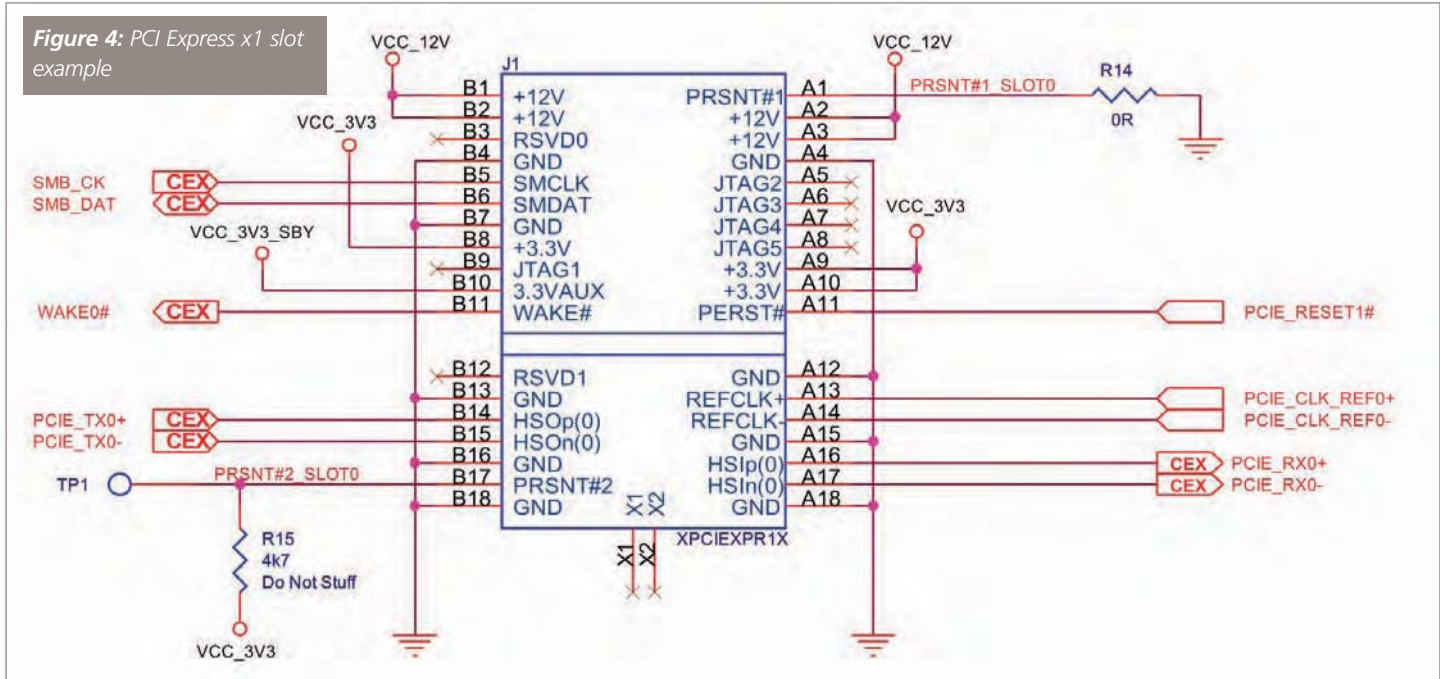 Figure 4: PCI Express x1 slot
example
VCC_12V
VCC_12V
J1
R14
0R
PRSNT#1_SLOT0
VCC_3V3
VCC_3V3
VCC_3V3_SBY
B1 +12V PRSNT#1 A1
B2 +12V +12V A2
B3 RSVD0 +12V A3
B4 GND GND A4
SMB_CK CEX B5 SMCLK JTAG2 A5
SMB_DAT CEX B6 SMDAT JTAG3 A6
B7 GND JTAG4 A7
B8 +3.3V JTAG5 A8
B9 JTAG1 +3.3V A9
B10 3.3VAUX +3.3V A10
WAKE0# CEX B11 WAKE# PERST# A11 PCIE_RESET1#
B12 RSVD1 GND A12
B13 GND REFCLK+ A13 PCIE_CLK_REF0+
PCIE_TX0+ CEX B14 HSOp(0) REFCLK- A14 PCIE_CLK_REF0-
PCIE_TX0- CEX B15 HSOn(0) GND A15
B16 GND HSIp(0) A16 CEX PCIE_RX0+
TP1 PRSNT#2_SLOT0 B17 PRSNT#2 HSIn(0) A17 CEX PCIE_RX0-
B18 GND GND A18
X1 X2
X1 X2
XPCIEXPR1X
R15
4k7
Do Not Stuff
VCC_3V3